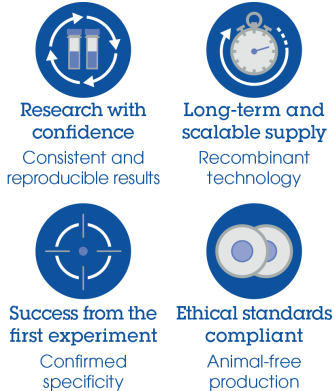 Research with
confidence
Consistent and
reproducible results
Long-term and
scalable supply
Recombinant
technology
Success from the
first experiment
Confirmed
specificity
Ethical standards
compliant
Animal-free
production